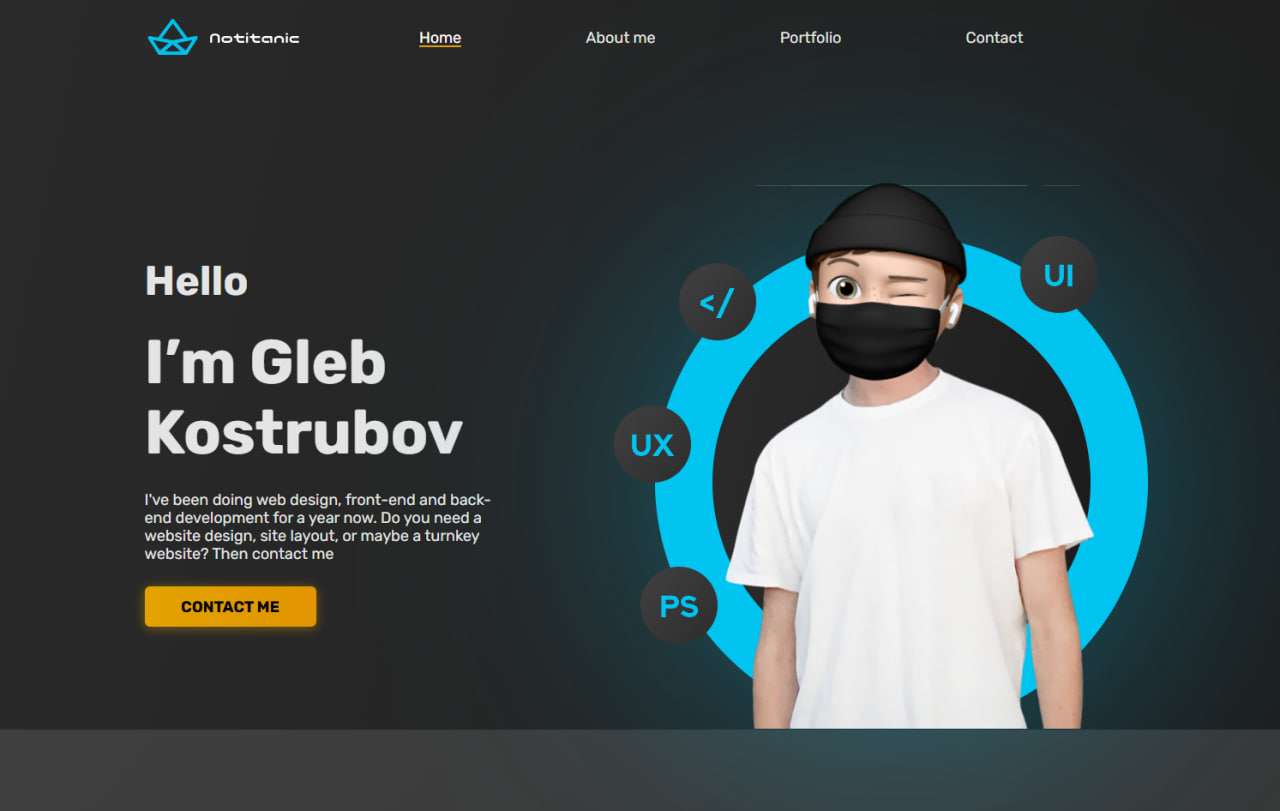 notitanic
Home
About me
Portfolio
Contact
Hello
I’m Gleb
Kostrubov
I've been doing web design, front-end and back-
end development for a year now. Do you need a
website design, site layout, or maybe a turnkey
website? Then contact me
CONTACT ME
</
UI
UX
PS